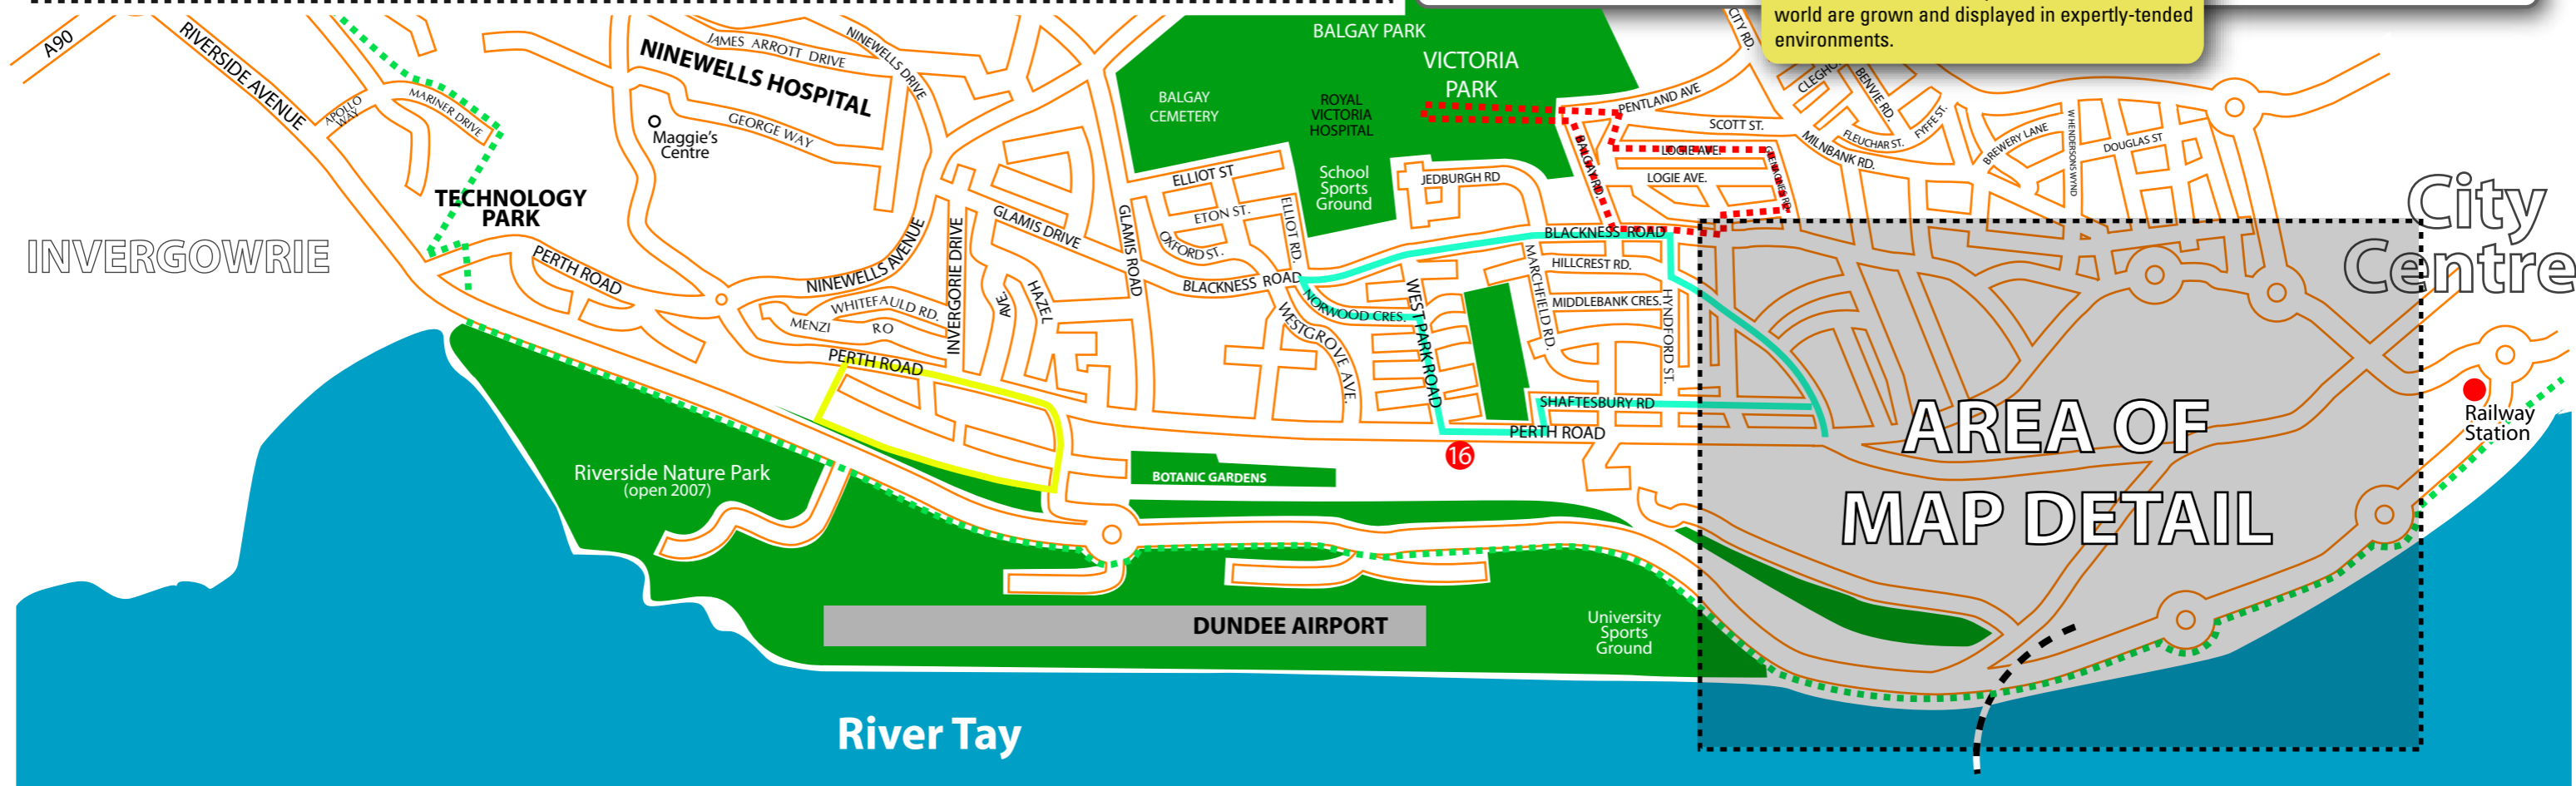 world are grown and displayed in expertly-tended
environments.
A90
RIVERSIDE AVENUE
APOLLO
WAY
MARINER DRIVE
JAMES ARROTT DRIVE
NINEWELLS DRIVE
NINEWELLS HOSPITAL
Maggie's
Centre
GEORGE WAY
TECHNOLOGY
PARK
INVERGOWRIE
PERTH ROAD
NINEWELLS AVENUE
WHITEFAULD RD.
MENZI
RO
INVERGORIE DRIVE
AVE.
HAZEL
GLAMIS DRIVE
GLAMIS ROAD
PERTH ROAD
BALGAY PARK
VICTORIA
PARK
BALGAY
CEMETERY
ROYAL
VICTORIA
HOSPITAL
School
Sports
Ground
ELLIOT ST
ETON ST.
OXFORD ST.
ELLIOT RD.
BLACKNESS ROAD
JEDBURGH RD
NORWOOD CRES.
WESTGROVE AVE.
WEST PARK ROAD
CITY RD.
PENTLAND AVE
SCOTT ST.
BALGAY RD.
LOGIE AVE.
LOGIE AVE.
BLACKNESS ROAD
HILLCREST RD.
MARCHFIELD RD.
MIDDLEBANK CRES.
HYNDFORD ST.
SHAFTESBURY RD
PERTH ROAD
16
BENVIE RD.
FYFFE ST.
FLEUCHAR ST.
MILNBANK RD.
BREWERY LANE
W HENDERSONS WYND
DOUGLAS ST
City
Centre
AREA OF
MAP DETAIL
Railway
Station
Riverside Nature Park
(open 2007)
BOTANIC GARDENS
DUNDEE AIRPORT
University
Sports
Ground
River Tay